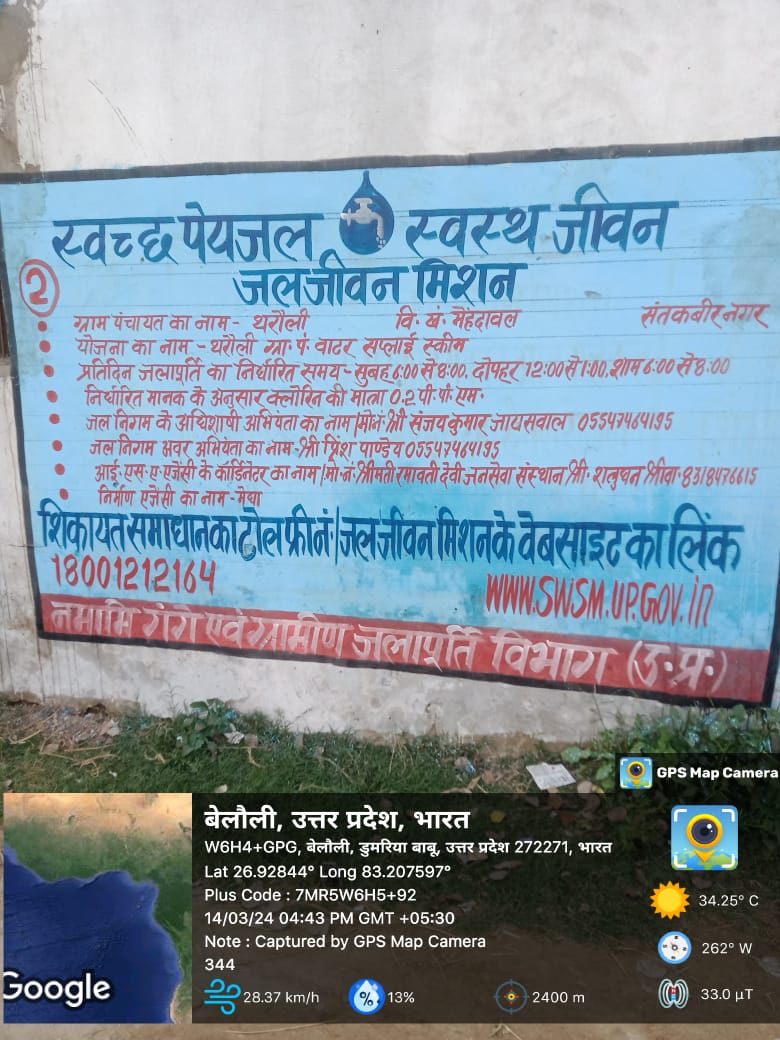 स्वच्छ पेयजल स्वस्थ जीवन
जल जीवन मिशन
2
ग्राम पंचायत का नाम - थरौली वि. खं. मेंहदावल संतकबीर नगर
योजना का नाम - थरौली ग्रा. पं. वाटर सप्लाई स्कीम
प्रतिदिन जलापूर्ति का निर्धारित समय - सुबह 6:00 से 8:00, दोपहर 12:00 से 1:00, शाम 6:00 से 8:00
निर्धारित मानक के अनुसार क्लोरिन की मात्रा 0.2 पी. पी. एम.
जल निगम के अधिशाषी अभियंता का नाम/मो.नं. श्री संजय कुमार जायसवाल 05547464195
जल निगम अवर अभियंता का नाम - श्री प्रिंश पाण्डेय 05547464195
आई. एस. ए. एजेंसी के कॉर्डिनेटर का नाम/मो. नं. श्रीमती रमावती देवी जनसेवा संस्थान श्री. शत्रुघन श्रीवा. 8318476615
निर्माण एजेंसी का नाम - मेघा
शिकायत समाधान का टोल फ्री नं./जल जीवन मिशन के वेबसाइट का लिंक
18001212164 WWW.SWSM.UP.GOV.in
नमामि गंगे एवं ग्रामीण जलापूर्ति विभाग (उ.प्र.)
GPS Map Camera
बेलौली, उत्तर प्रदेश, भारत
W6H4+GPG, बेलौली, डुमरिया बाबू, उत्तर प्रदेश 272271, भारत
Lat 26.92844° Long 83.207597°
Plus Code : 7MR5W6H5+92
14/03/24 04:43 PM GMT +05:30
Note : Captured by GPS Map Camera
344
Google
34.25° C
262° W
28.37 km/h 13% 2400 m 33.0 µT